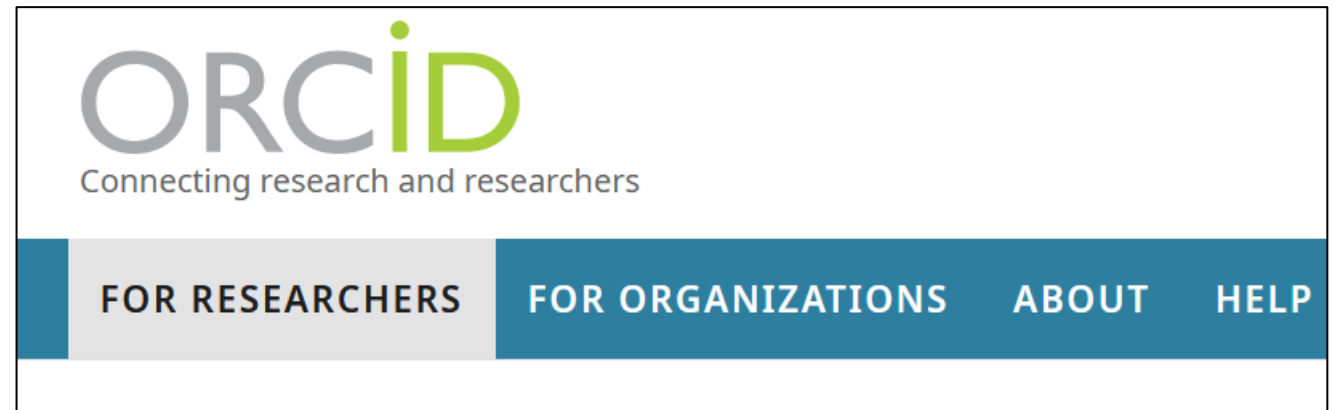 ORCiD
Connecting research and researchers
FOR RESEARCHERS FOR ORGANIZATIONS ABOUT HELP